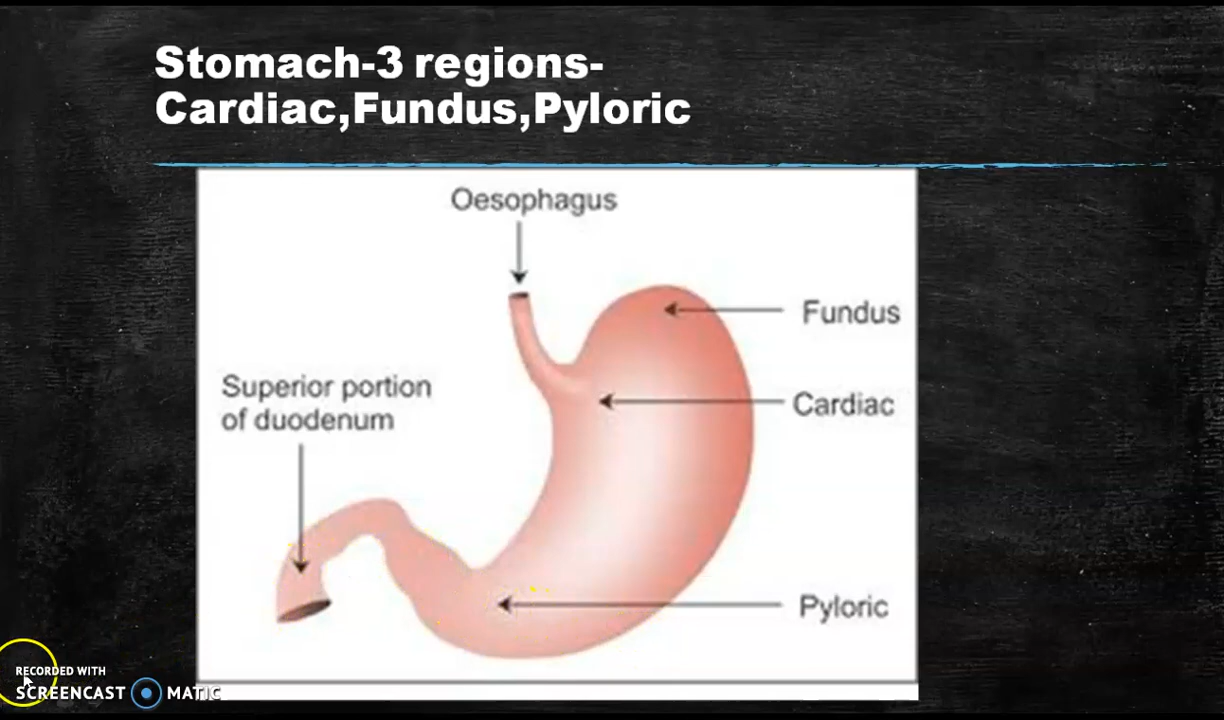 Stomach-3 regions-
Cardiac,Fundus,Pyloric
Oesophagus
Fundus
Superior portion
of duodenum
Cardiac
Pyloric
RECORDED WITH
SCREENCAST MATIC